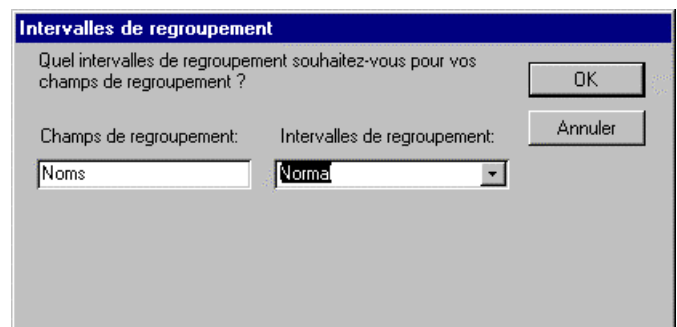 Intervalles de regroupement
Quel intervalles de regroupement souhaitez-vous pour vos
champs de regroupement ?
OK
Annuler
Champs de regroupement: Intervalles de regroupement:
Noms Normal